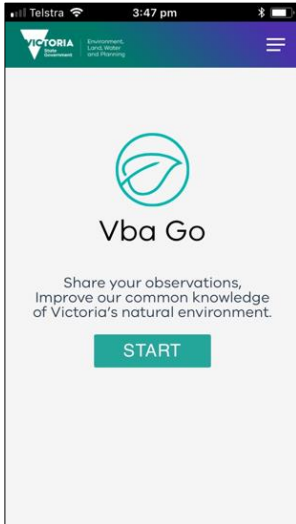 Telstra 3:47 pm
VICTORIA
State
Government
Environment,
Land, Water
and Planning
Vba Go
Share your observations,
Improve our common knowledge
of Victoria's natural environment.
START